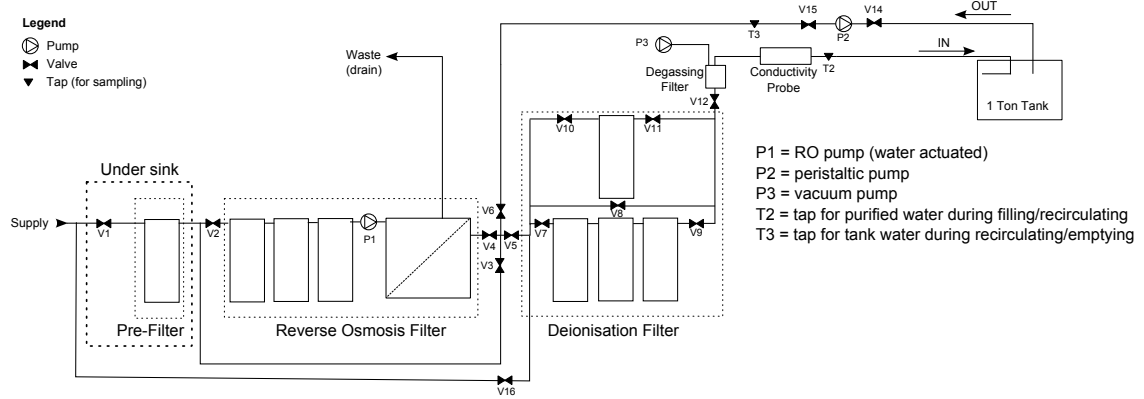 Legend
Pump
Valve
Tap (for sampling)
Waste
(drain)
P3
Degassing
Filter
Conductivity
Probe
T3
V15
P2
V14
OUT
IN
T2
1 Ton Tank
V12
V10
V11
V8
V7
V9
Under sink
Supply
V1
V2
P1
V6
V4
V5
V3
Pre-Filter
Reverse Osmosis Filter
Deionisation Filter
V16
P1 = RO pump (water actuated)
P2 = peristaltic pump
P3 = vacuum pump
T2 = tap for purified water during filling/recirculating
T3 = tap for tank water during recirculating/emptying